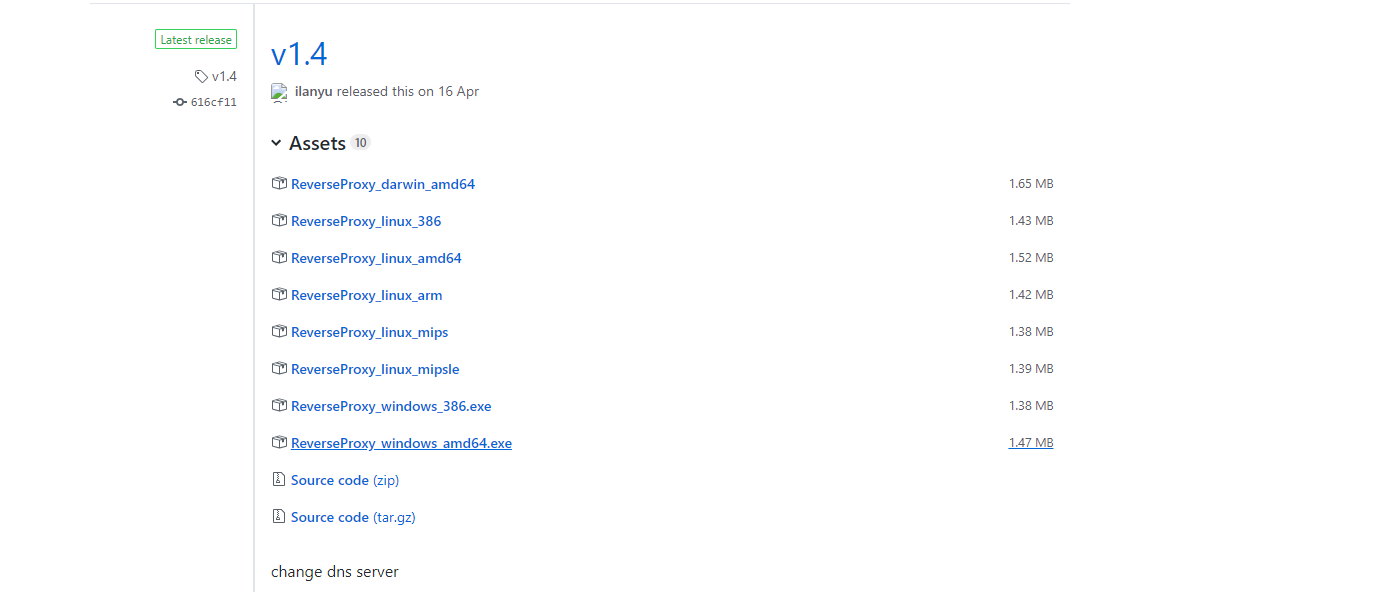 Latest release
v1.4
616cf11
v1.4
ilanyu released this on 16 Apr
Assets 10
ReverseProxy_darwin_amd64 1.65 MB
ReverseProxy_linux_386 1.43 MB
ReverseProxy_linux_amd64 1.52 MB
ReverseProxy_linux_arm 1.42 MB
ReverseProxy_linux_mips 1.38 MB
ReverseProxy_linux_mipsle 1.39 MB
ReverseProxy_windows_386.exe 1.38 MB
ReverseProxy_windows_amd64.exe 1.47 MB
Source code (zip)
Source code (tar.gz)
change dns server